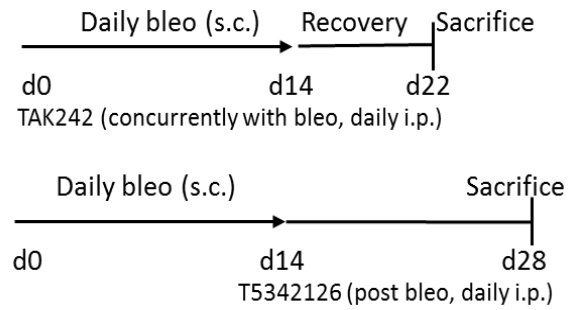 Daily bleo (s.c.) Recovery Sacrifice
d0 d14 d22
TAK242 (concurrently with bleo, daily i.p.)
Daily bleo (s.c.) Sacrifice
d0 d14 d28
T5342126 (post bleo, daily i.p.)